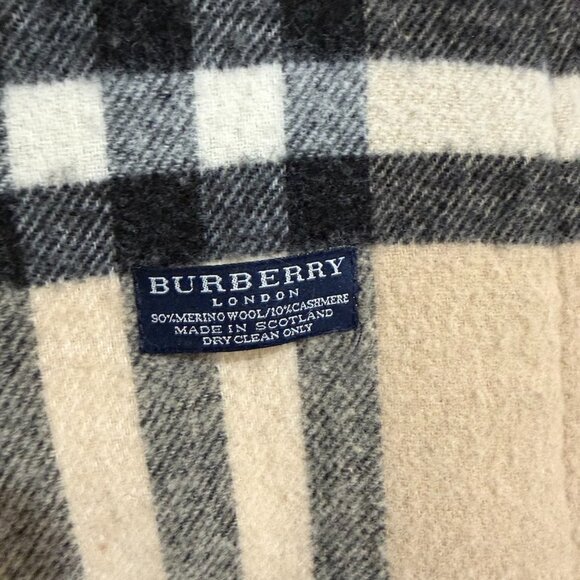 BURBERRY
LONDON
90%MERINO WOOL/10%CASHMERE
MADE IN SCOTLAND
DRY CLEAN ONLY